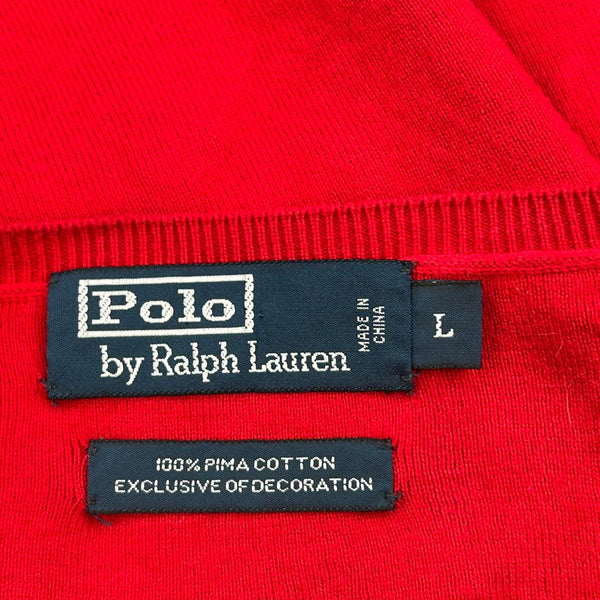 Polo
by Ralph Lauren
MADE IN
CHINA
L
100% PIMA COTTON
EXCLUSIVE OF DECORATION